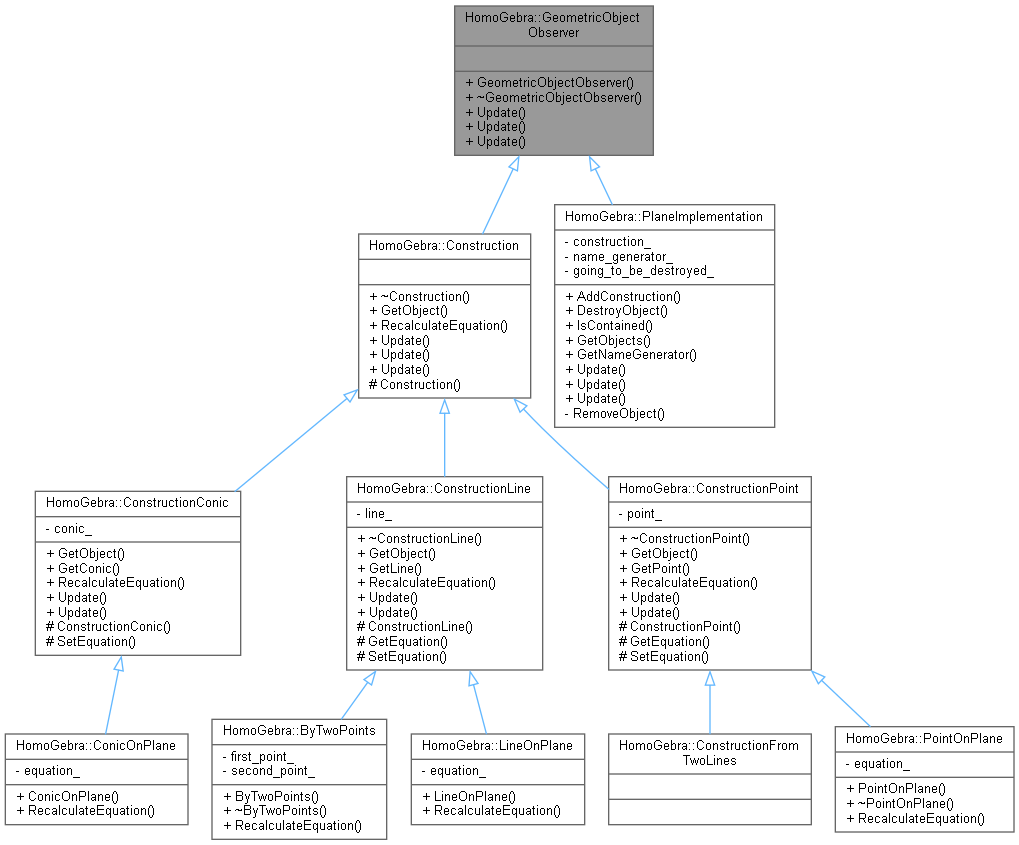 HomoGebra::GeometricObject
Observer
+ GeometricObjectObserver()
+ ~GeometricObjectObserver()
+ Update()
+ Update()
+ Update()
HomoGebra::PlaneImplementation
- construction_
- name_generator_
- going_to_be_destroyed_
+ AddConstruction()
+ DestroyObject()
+ IsContained()
+ GetObjects()
+ GetNameGenerator()
+ Update()
+ Update()
+ Update()
- RemoveObject()
HomoGebra::Construction
+ ~Construction()
+ GetObject()
+ RecalculateEquation()
+ Update()
+ Update()
+ Update()
# Construction()
HomoGebra::ConstructionConic
- conic_
+ GetObject()
+ GetConic()
+ RecalculateEquation()
+ Update()
+ Update()
# ConstructionConic()
# SetEquation()
HomoGebra::ConstructionLine
- line_
+ ~ConstructionLine()
+ GetObject()
+ GetLine()
+ RecalculateEquation()
+ Update()
+ Update()
# ConstructionLine()
# GetEquation()
# SetEquation()
HomoGebra::ConstructionPoint
- point_
+ ~ConstructionPoint()
+ GetObject()
+ GetPoint()
+ RecalculateEquation()
+ Update()
+ Update()
# ConstructionPoint()
# GetEquation()
# SetEquation()
HomoGebra::ConicOnPlane
- equation_
+ ConicOnPlane()
+ RecalculateEquation()
HomoGebra::ByTwoPoints
- first_point_
- second_point_
+ ByTwoPoints()
+ ~ByTwoPoints()
+ RecalculateEquation()
HomoGebra::LineOnPlane
- equation_
+ LineOnPlane()
+ RecalculateEquation()
HomoGebra::ConstructionFrom
TwoLines
HomoGebra::PointOnPlane
- equation_
+ PointOnPlane()
+ ~PointOnPlane()
+ RecalculateEquation()